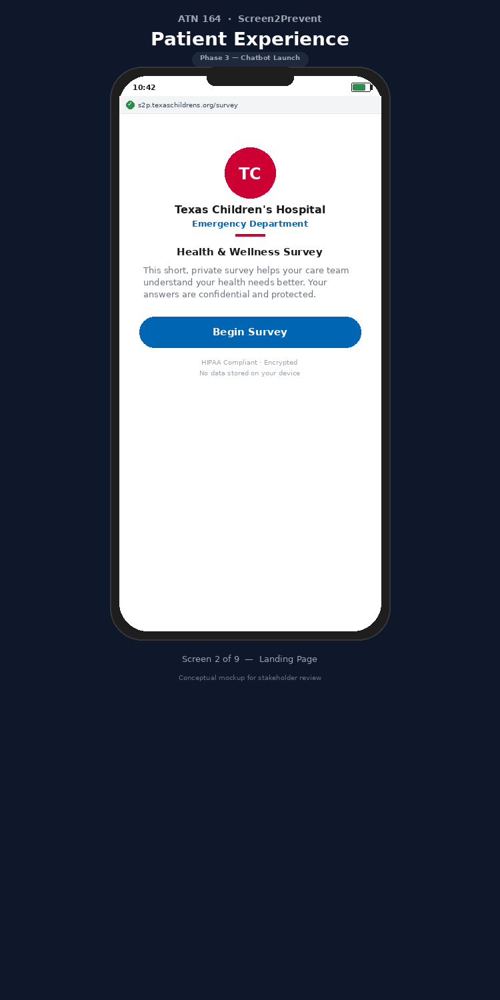 ATN 164 · Screen2Prevent
Patient Experience
Phase 3 — Chatbot Launch
10:42
s2p.texaschildrens.org/survey
TC
Texas Children's Hospital
Emergency Department
Health & Wellness Survey
This short, private survey helps your care team
understand your health needs better. Your
answers are confidential and protected.
Begin Survey
HIPAA Compliant · Encrypted
No data stored on your device
Screen 2 of 9 — Landing Page
Conceptual mockup for stakeholder review